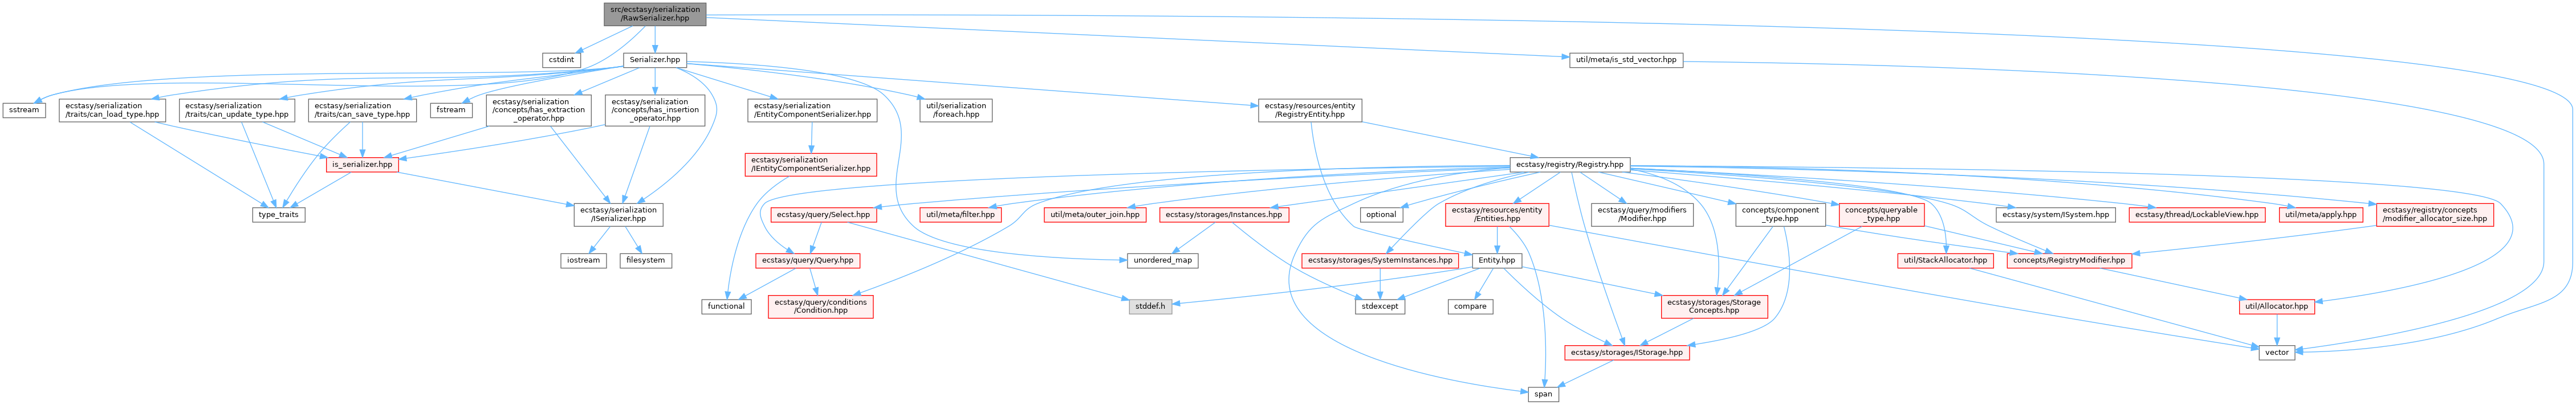 src/ecstasy/serialization
/RawSerializer.hpp
cstdint
Serializer.hpp
util/meta/is_std_vector.hpp
sstream
ecstasy/serialization
/traits/can_load_type.hpp
ecstasy/serialization
/traits/can_update_type.hpp
ecstasy/serialization
/traits/can_save_type.hpp
fstream
ecstasy/serialization
/concepts/has_extraction
_operator.hpp
ecstasy/serialization
/concepts/has_insertion
_operator.hpp
ecstasy/serialization
/EntityComponentSerializer.hpp
util/serialization
/foreach.hpp
ecstasy/resources/entity
/RegistryEntity.hpp
is_serializer.hpp
ecstasy/serialization
/IEntityComponentSerializer.hpp
ecstasy/registry/Registry.hpp
type_traits
ecstasy/serialization
/ISerializer.hpp
ecstasy/query/Select.hpp
util/meta/filter.hpp
util/meta/outer_join.hpp
ecstasy/storages/Instances.hpp
optional
ecstasy/resources/entity
/Entities.hpp
ecstasy/query/modifiers
/Modifier.hpp
concepts/component
_type.hpp
concepts/queryable
_type.hpp
ecstasy/system/ISystem.hpp
ecstasy/thread/LockableView.hpp
util/meta/apply.hpp
ecstasy/registry/concepts
/modifier_allocator_size.hpp
iostream
filesystem
ecstasy/query/Query.hpp
unordered_map
ecstasy/storages/SystemInstances.hpp
Entity.hpp
util/StackAllocator.hpp
concepts/RegistryModifier.hpp
functional
ecstasy/query/conditions
/Condition.hpp
stddef.h
stdexcept
compare
ecstasy/storages/Storage
Concepts.hpp
util/Allocator.hpp
ecstasy/storages/IStorage.hpp
vector
span